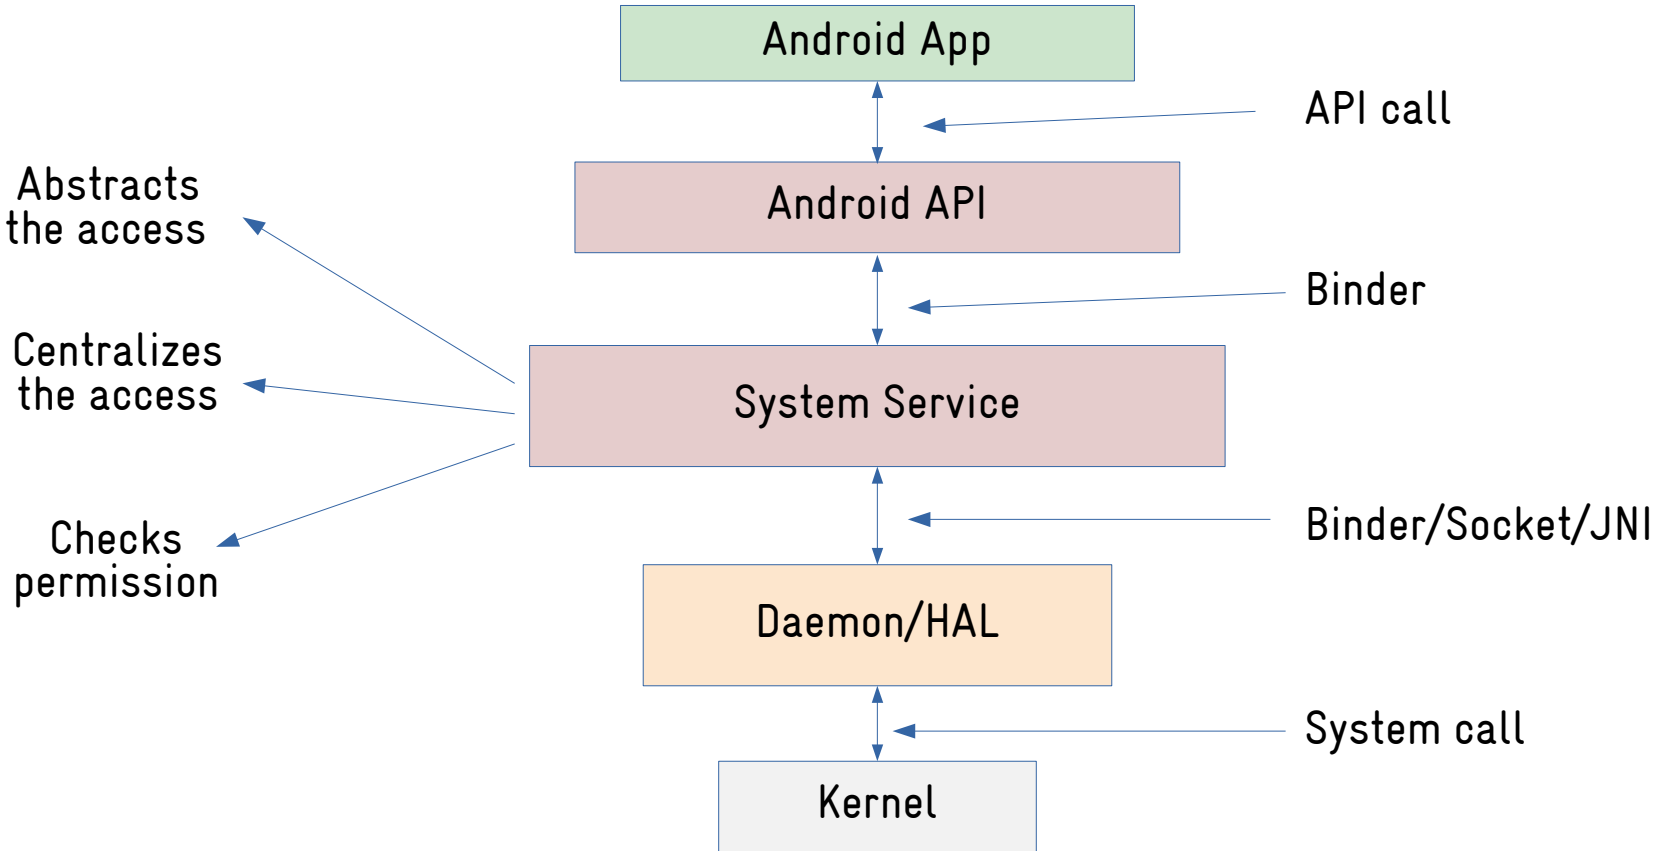 Android App
API call
Android API
Abstracts
the access
Binder
Centralizes
the access
System Service
Binder/Socket/JNI
Checks
permission
Daemon/HAL
System call
Kernel